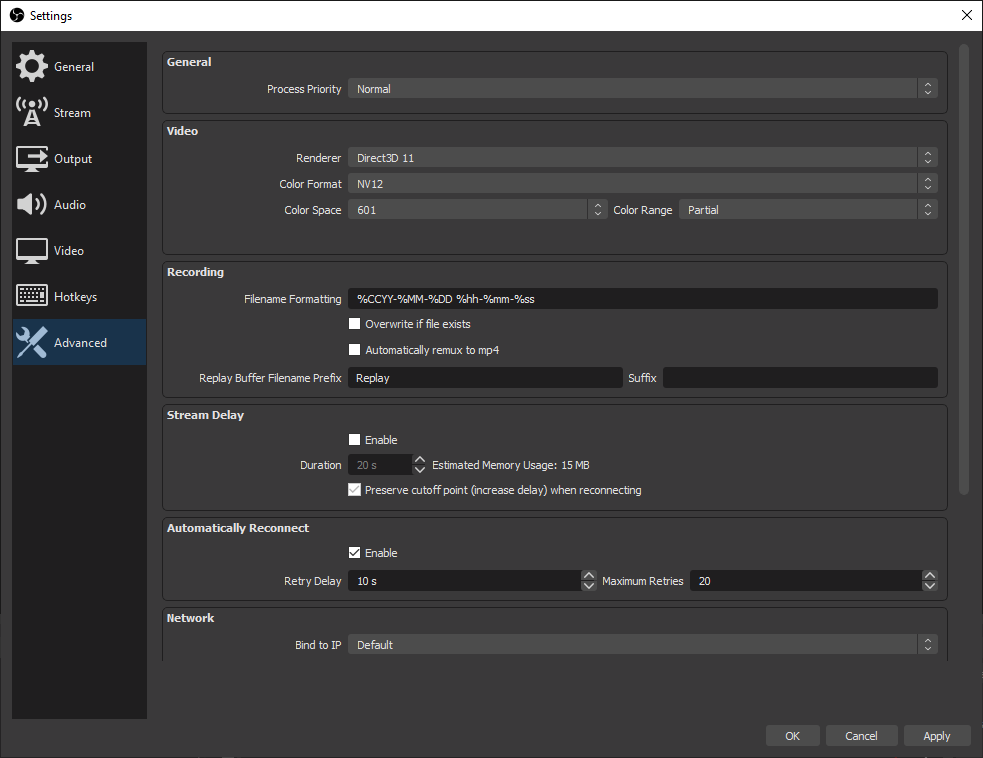 Settings
General
Stream
Output
Audio
Video
Hotkeys
Advanced
General
Process Priority Normal
Video
Renderer Direct3D 11
Color Format NV12
Color Space 601 Color Range Partial
Recording
Filename Formatting %CCYY-%MM-%DD %hh-%mm-%ss
Overwrite if file exists
Automatically remux to mp4
Replay Buffer Filename Prefix Replay Suffix
Stream Delay
Enable
Duration 20 s Estimated Memory Usage: 15 MB
Preserve cutoff point (increase delay) when reconnecting
Automatically Reconnect
Enable
Retry Delay 10 s Maximum Retries 20
Network
Bind to IP Default
OK Cancel Apply